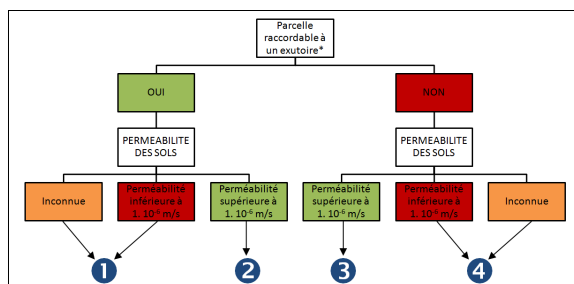 Parcelle
raccordable à
un exutoire*
OUI
NON
PERMEABILITE
DES SOLS
PERMEABILITE
DES SOLS
Inconnue
Perméabilité
inférieure à
1. 10⁻⁶ m/s
Perméabilité
supérieure à
1. 10⁻⁶ m/s
Perméabilité
supérieure à
1. 10⁻⁶ m/s
Perméabilité
inférieure à
1. 10⁻⁶ m/s
Inconnue
1
2
3
4